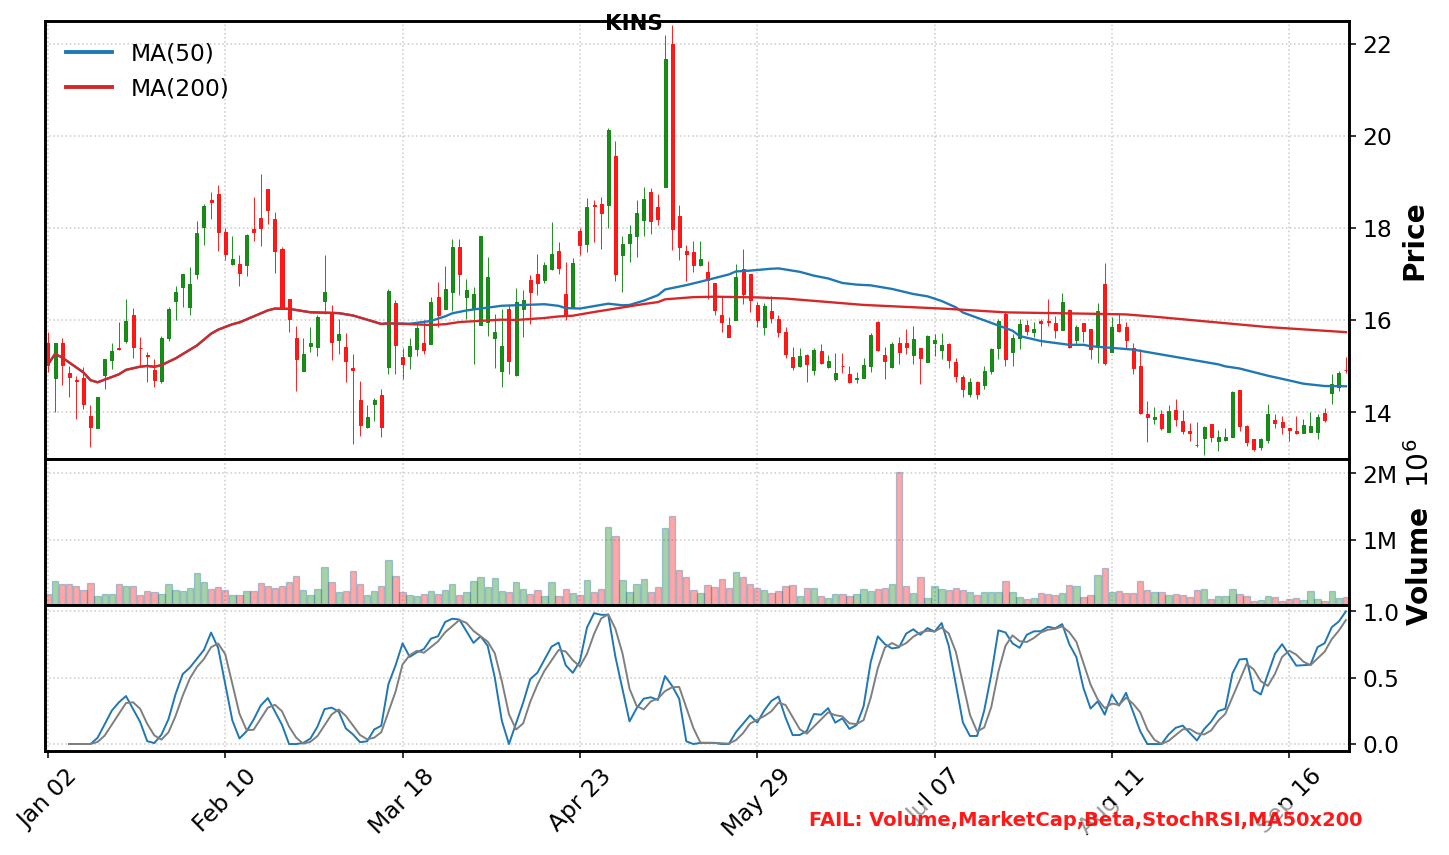 KINS
MA(50)
MA(200)
22
20
18
16
14
Price
2M
1M
Volume 10⁶
1.0
0.5
0.0
Jan 02
Feb 10
Mar 18
Apr 23
May 29
Jul 07
Aug 11
Sep 16
FAIL: Volume,MarketCap,Beta,StochRSI,MA50x200